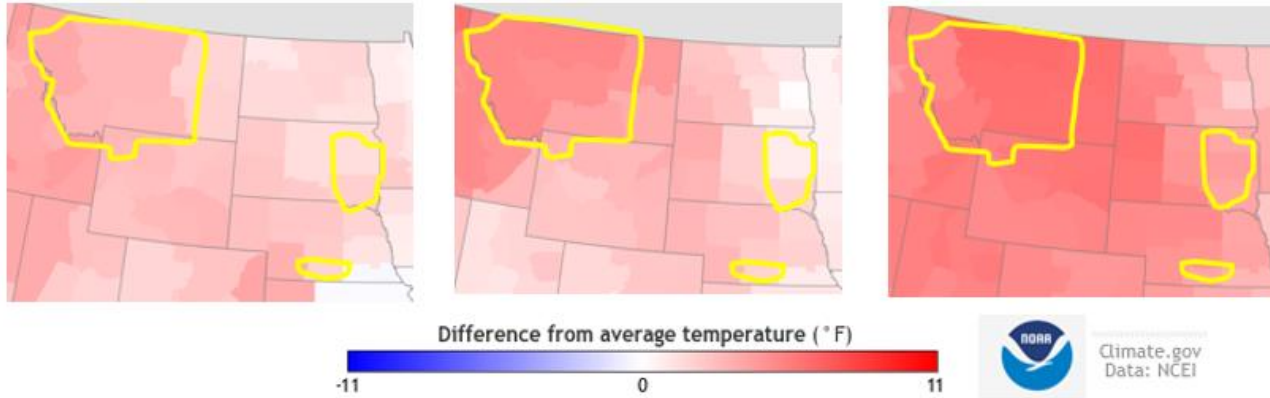 Difference from average temperature (°F)
-11
0
11
NOAA
Climate.gov
Data: NCEI